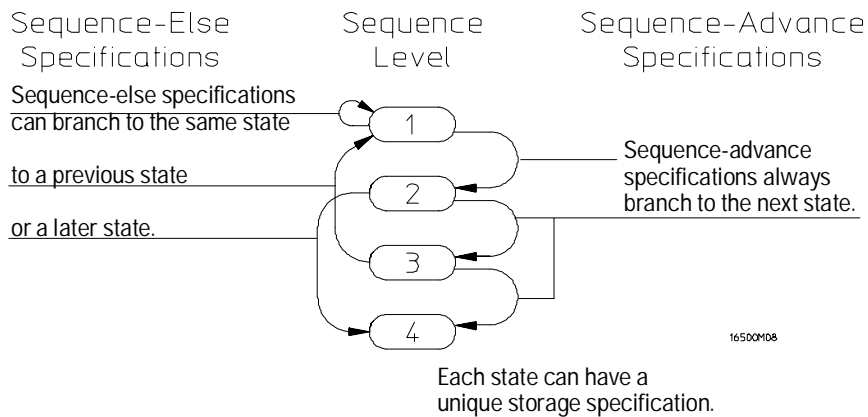 Sequence-Else
Specifications
Sequence
Level
Sequence-Advance
Specifications
Sequence-else specifications
can branch to the same state
to a previous state
or a later state.
1
2
3
4
Sequence-advance
specifications always
branch to the next state.
16500M08
Each state can have a
unique storage specification.